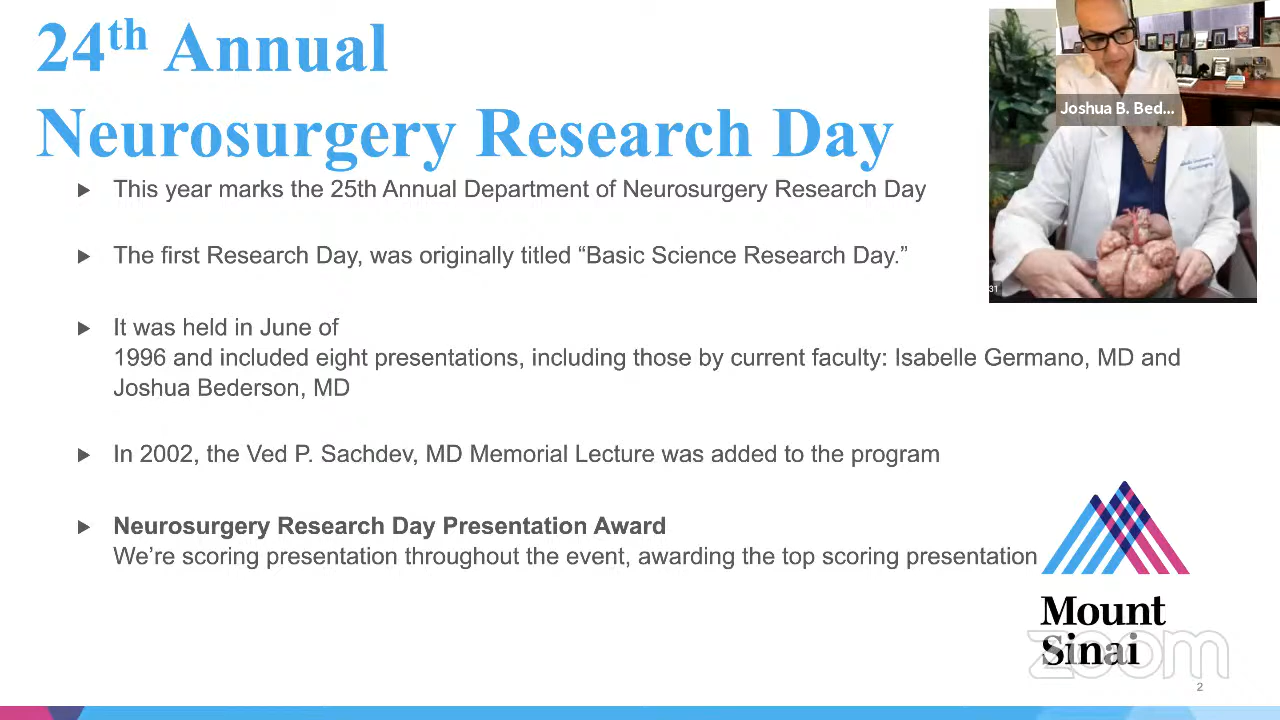 24th Annual
Neurosurgery Research Day
► This year marks the 25th Annual Department of Neurosurgery Research Day
► The first Research Day, was originally titled “Basic Science Research Day.”
► It was held in June of
1996 and included eight presentations, including those by current faculty: Isabelle Germano, MD and
Joshua Bederson, MD
► In 2002, the Ved P. Sachdev, MD Memorial Lecture was added to the program
► Neurosurgery Research Day Presentation Award
We’re scoring presentation throughout the event, awarding the top scoring presentation
Joshua B. Bed...
31
Mount
Sinai
zoom
2